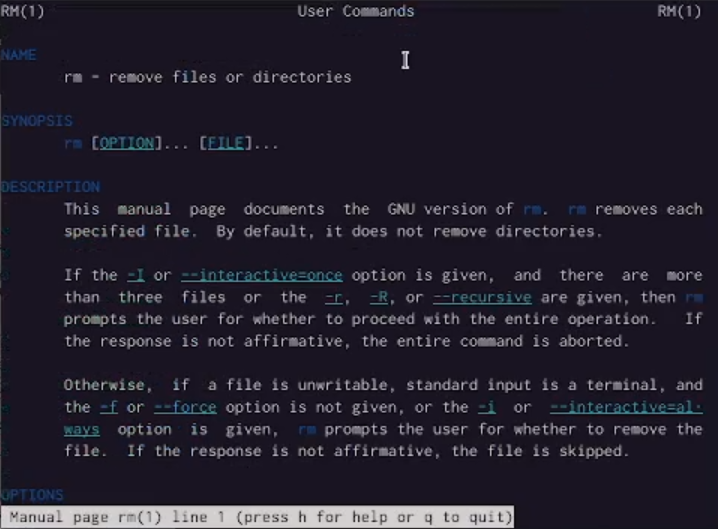 RM(1) User Commands RM(1)
NAME
rm - remove files or directories
SYNOPSIS
rm [OPTION]... [FILE]...
DESCRIPTION
This manual page documents the GNU version of rm. rm removes each
specified file. By default, it does not remove directories.
If the -I or --interactive=once option is given, and there are more
than three files or the -r, -R, or --recursive are given, then rm
prompts the user for whether to proceed with the entire operation. If
the response is not affirmative, the entire command is aborted.
Otherwise, if a file is unwritable, standard input is a terminal, and
the -f or --force option is not given, or the -i or --interactive=al-
ways option is given, rm prompts the user for whether to remove the
file. If the response is not affirmative, the file is skipped.
OPTIONS
Manual page rm(1) line 1 (press h for help or q to quit)